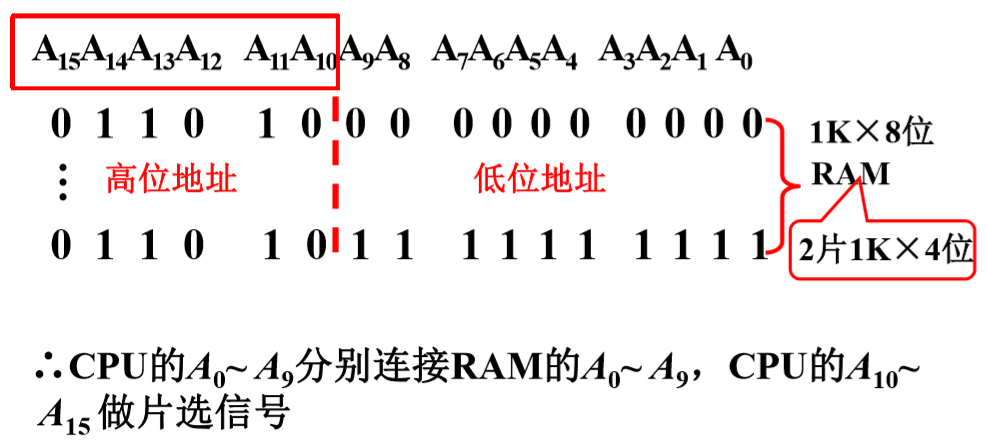 A15A14A13A12 A11A10A9A8 A7A6A5A4 A3A2A1 A0
0 1 1 0 1 0 0 0 0 0 0 0 0 0 0 0
1K×8位
⋮ 高位地址 低位地址 RAM
0 1 1 0 1 0 1 1 1 1 1 1 1 1 1 1
2片1K×4位
∴CPU的A0~ A9分别连接RAM的A0~ A9，CPU的A10~
A15 做片选信号